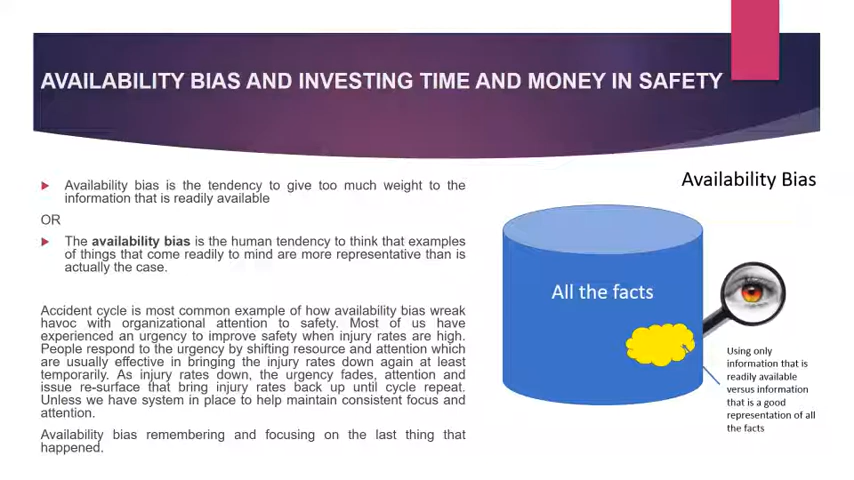 AVAILABILITY BIAS AND INVESTING TIME AND MONEY IN SAFETY
Availability bias is the tendency to give too much weight to the
information that is readily available
OR
The availability bias is the human tendency to think that examples
of things that come readily to mind are more representative than is
actually the case.
Accident cycle is most common example of how availability bias wreak
havoc with organizational attention to safety. Most of us have
experienced an urgency to improve safety when injury rates are high.
People respond to the urgency by shifting resource and attention which
are usually effective in bringing the injury rates down again at least
temporarily. As injury rates down, the urgency fades, attention and
issue re-surface that bring injury rates back up until cycle repeat.
Unless we have system in place to help maintain consistent focus and
attention.
Availability bias remembering and focusing on the last thing that
happened.
Availability Bias
All the facts
Using only
information that is
readily available
versus information
that is a good
representation of all
the facts